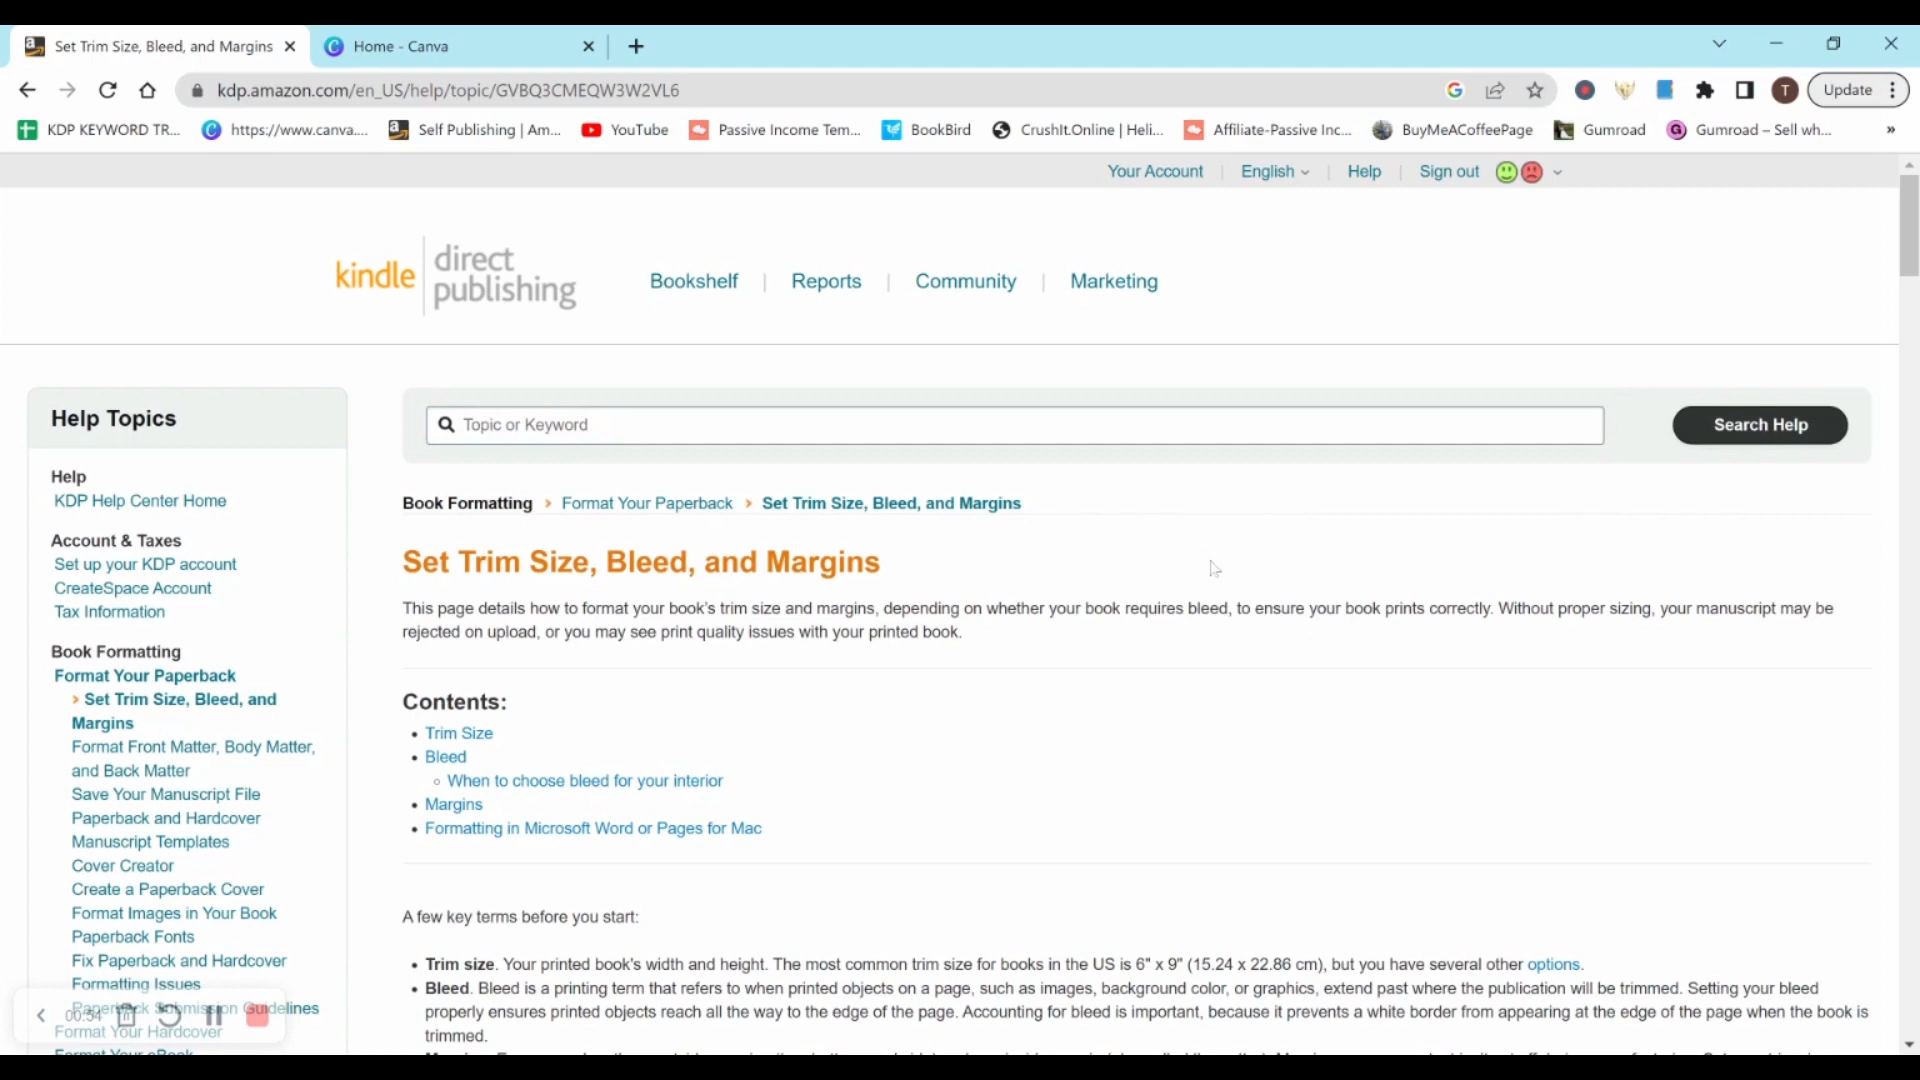 Set Trim Size, Bleed, and Margins
Home - Canva
kdp.amazon.com/en_US/help/topic/GVBQ3CMEQW3W2VL6
T
Update
KDP KEYWORD TR...
https://www.canva....
Self Publishing | Am...
YouTube
Passive Income Tem...
BookBird
CrushIt.Online | Heli...
Affiliate-Passive Inc...
BuyMeACoffeePage
Gumroad
Gumroad – Sell wh...
Your Account
English
Help
Sign out
kindle direct publishing
Bookshelf
Reports
Community
Marketing
Help Topics
Help
KDP Help Center Home
Account & Taxes
Set up your KDP account
CreateSpace Account
Tax Information
Book Formatting
Format Your Paperback
Set Trim Size, Bleed, and
Margins
Format Front Matter, Body Matter,
and Back Matter
Save Your Manuscript File
Paperback and Hardcover
Manuscript Templates
Cover Creator
Create a Paperback Cover
Format Images in Your Book
Paperback Fonts
Fix Paperback and Hardcover
Formatting Issues
Paperback Submission Guidelines
00:54
Format Your Hardcover
Format Your eBook
Topic or Keyword
Search Help
Book Formatting > Format Your Paperback > Set Trim Size, Bleed, and Margins
Set Trim Size, Bleed, and Margins
This page details how to format your book's trim size and margins, depending on whether your book requires bleed, to ensure your book prints correctly. Without proper sizing, your manuscript may be
rejected on upload, or you may see print quality issues with your printed book.
Contents:
• Trim Size
• Bleed
○ When to choose bleed for your interior
• Margins
• Formatting in Microsoft Word or Pages for Mac
A few key terms before you start:
• Trim size. Your printed book's width and height. The most common trim size for books in the US is 6" x 9" (15.24 x 22.86 cm), but you have several other options.
• Bleed. Bleed is a printing term that refers to when printed objects on a page, such as images, background color, or graphics, extend past where the publication will be trimmed. Setting your bleed
properly ensures printed objects reach all the way to the edge of the page. Accounting for bleed is important, because it prevents a white border from appearing at the edge of the page when the book is
trimmed.